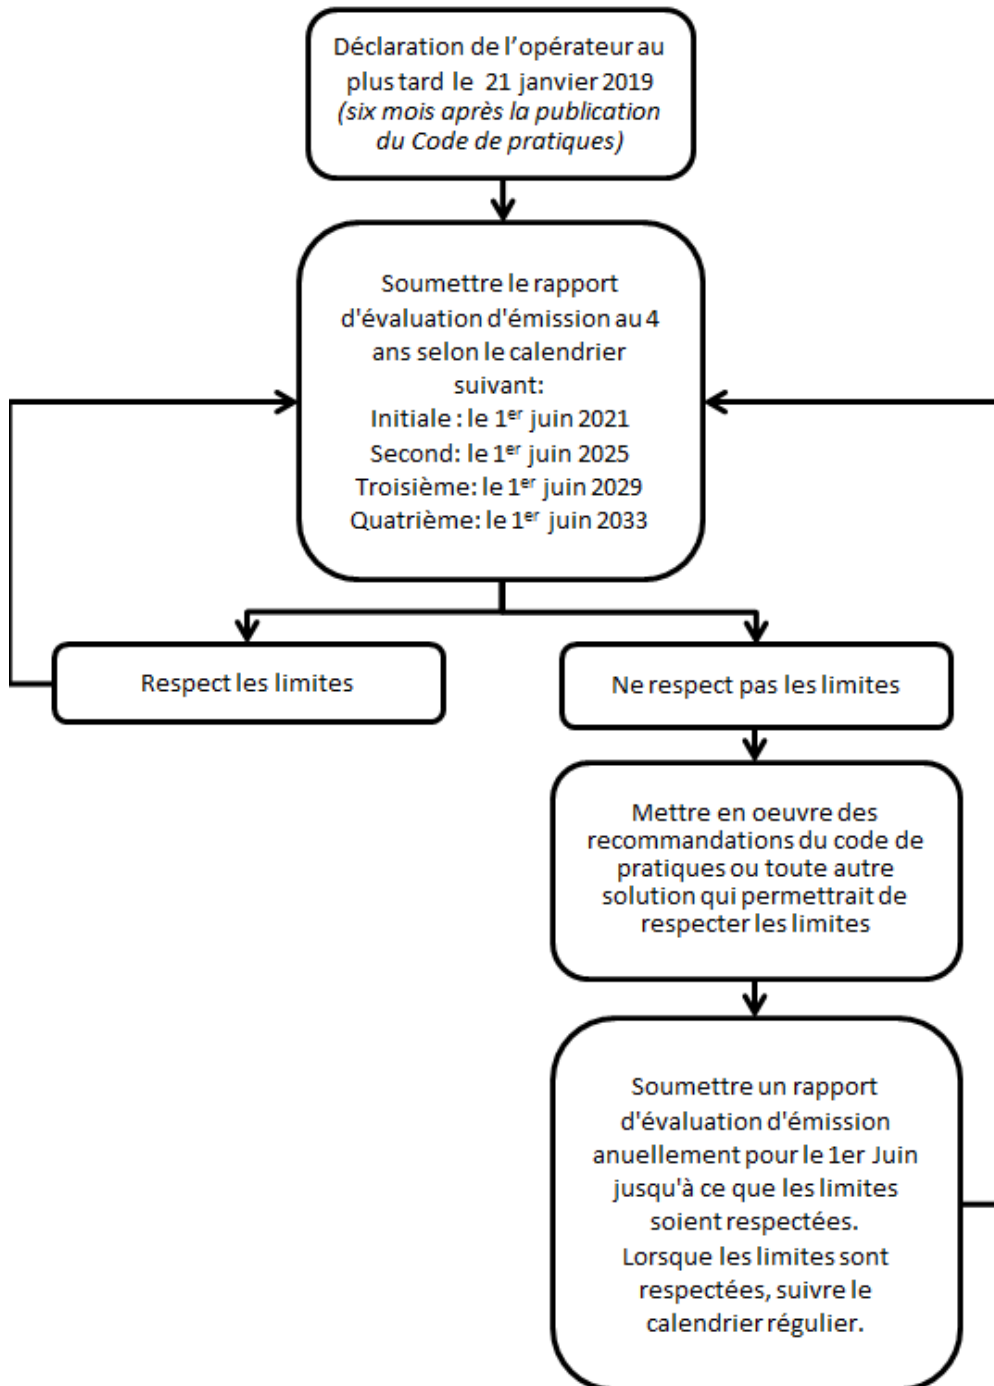 Déclaration de l'opérateur au
plus tard le 21 janvier 2019
(six mois après la publication
du Code de pratiques)
Soumettre le rapport
d'évaluation d'émission au 4
ans selon le calendrier
suivant:
Initiale : le 1er juin 2021
Second: le 1er juin 2025
Troisième: le 1er juin 2029
Quatrième: le 1er juin 2033
Respect les limites
Ne respect pas les limites
Mettre en oeuvre des
recommandations du code de
pratiques ou toute autre
solution qui permettrait de
respecter les limites
Soumettre un rapport
d'évaluation d'émission
anuellement pour le 1er Juin
jusqu'à ce que les limites
soient respectées.
Lorsque les limites sont
respectées, suivre le
calendrier régulier.